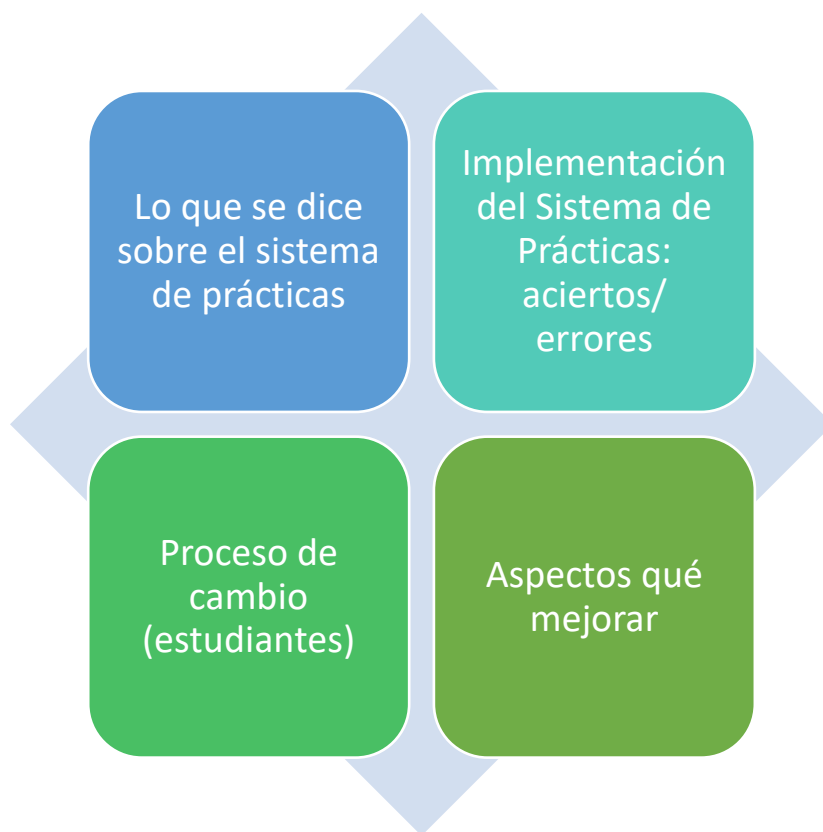 Lo que se dice
sobre el sistema
de prácticas
Implementación
del Sistema de
Prácticas:
aciertos/
errores
Proceso de
cambio
(estudiantes)
Aspectos qué
mejorar